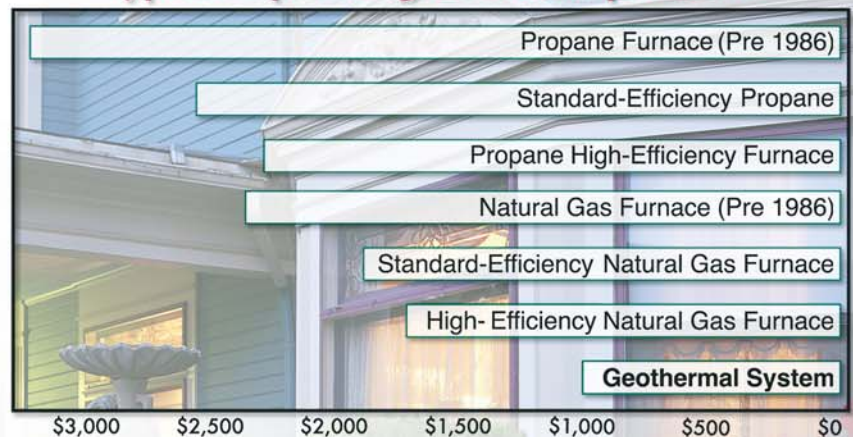 Propane Furnace (Pre 1986)
Standard-Efficiency Propane
Propane High-Efficiency Furnace
Natural Gas Furnace (Pre 1986)
Standard-Efficiency Natural Gas Furnace
High- Efficiency Natural Gas Furnace
Geothermal System
$3,000 $2,500 $2,000 $1,500 $1,000 $500 $0